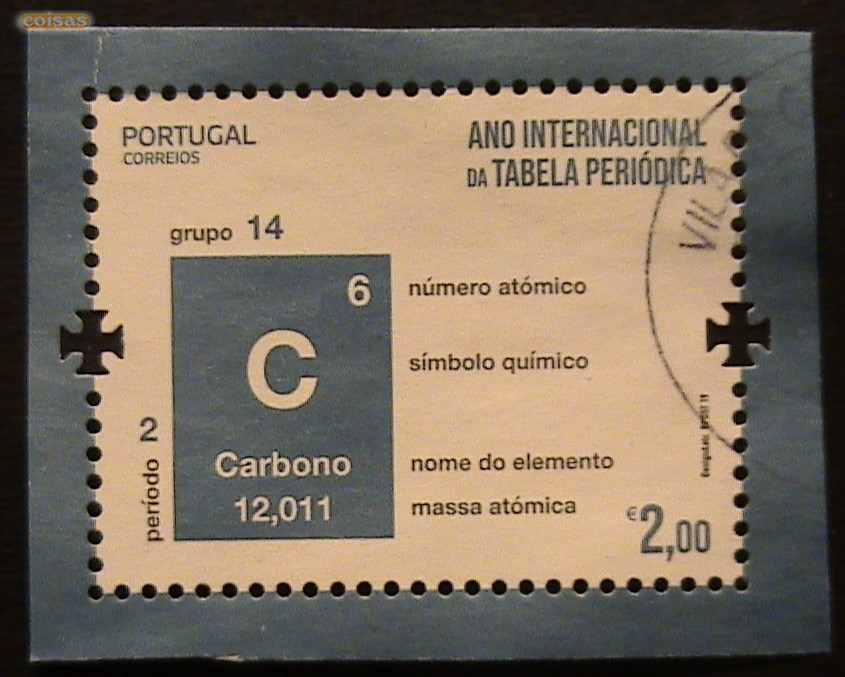 coisas
PORTUGAL
CORREIOS
ANO INTERNACIONAL
DA TABELA PERIÓDICA
VILA
grupo 14
6
número atómico
C
símbolo químico
período 2
Carbono
nome do elemento
12,011
massa atómica
€2,00